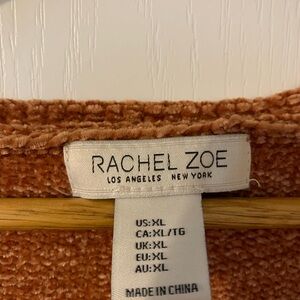 RACHEL ZOE
LOS ANGELES NEW YORK
US:XL
CA:XL/TG
UK:XL
EU:XL
AU:XL
MADE IN CHINA